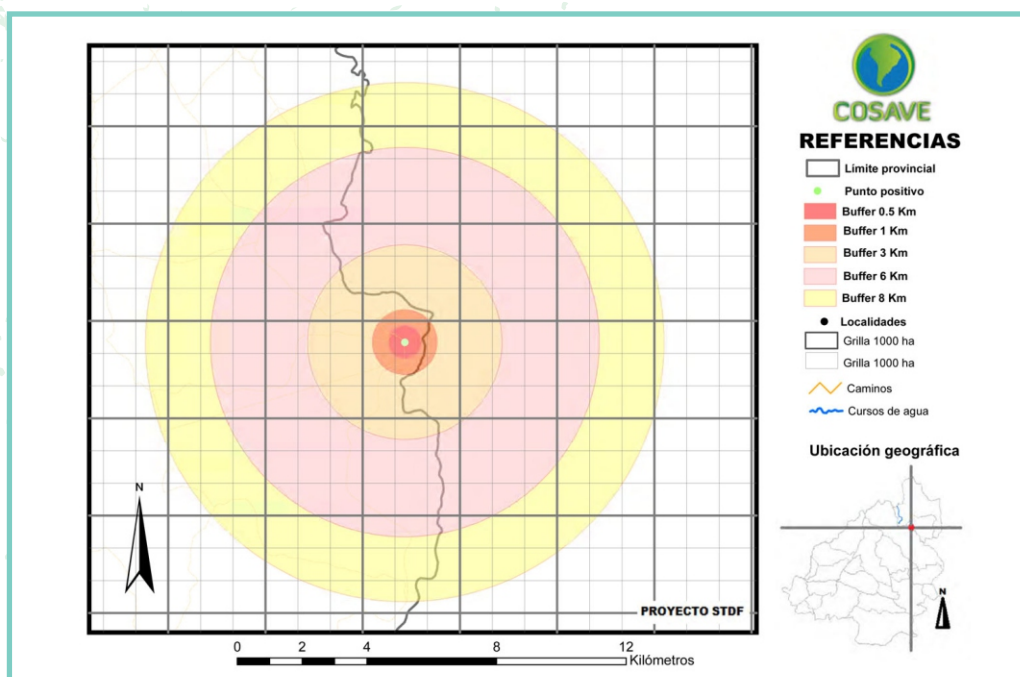 COSAVE
REFERENCIAS
Límite provincial
Punto positivo
Buffer 0.5 Km
Buffer 1 Km
Buffer 3 Km
Buffer 6 Km
Buffer 8 Km
Localidades
Grilla 1000 ha
Grilla 1000 ha
Caminos
Cursos de agua
Ubicación geográfica
N
N
PROYECTO STDF
0 2 4 8 12
Kilómetros